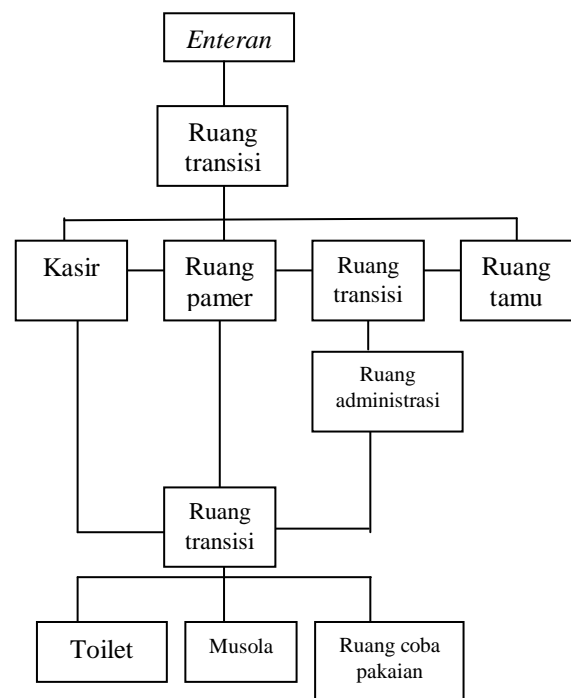 Enteran
Ruang
transisi
Kasir
Ruang
pamer
Ruang
transisi
Ruang
tamu
Ruang
administrasi
Ruang
transisi
Toilet
Musola
Ruang coba
pakaian